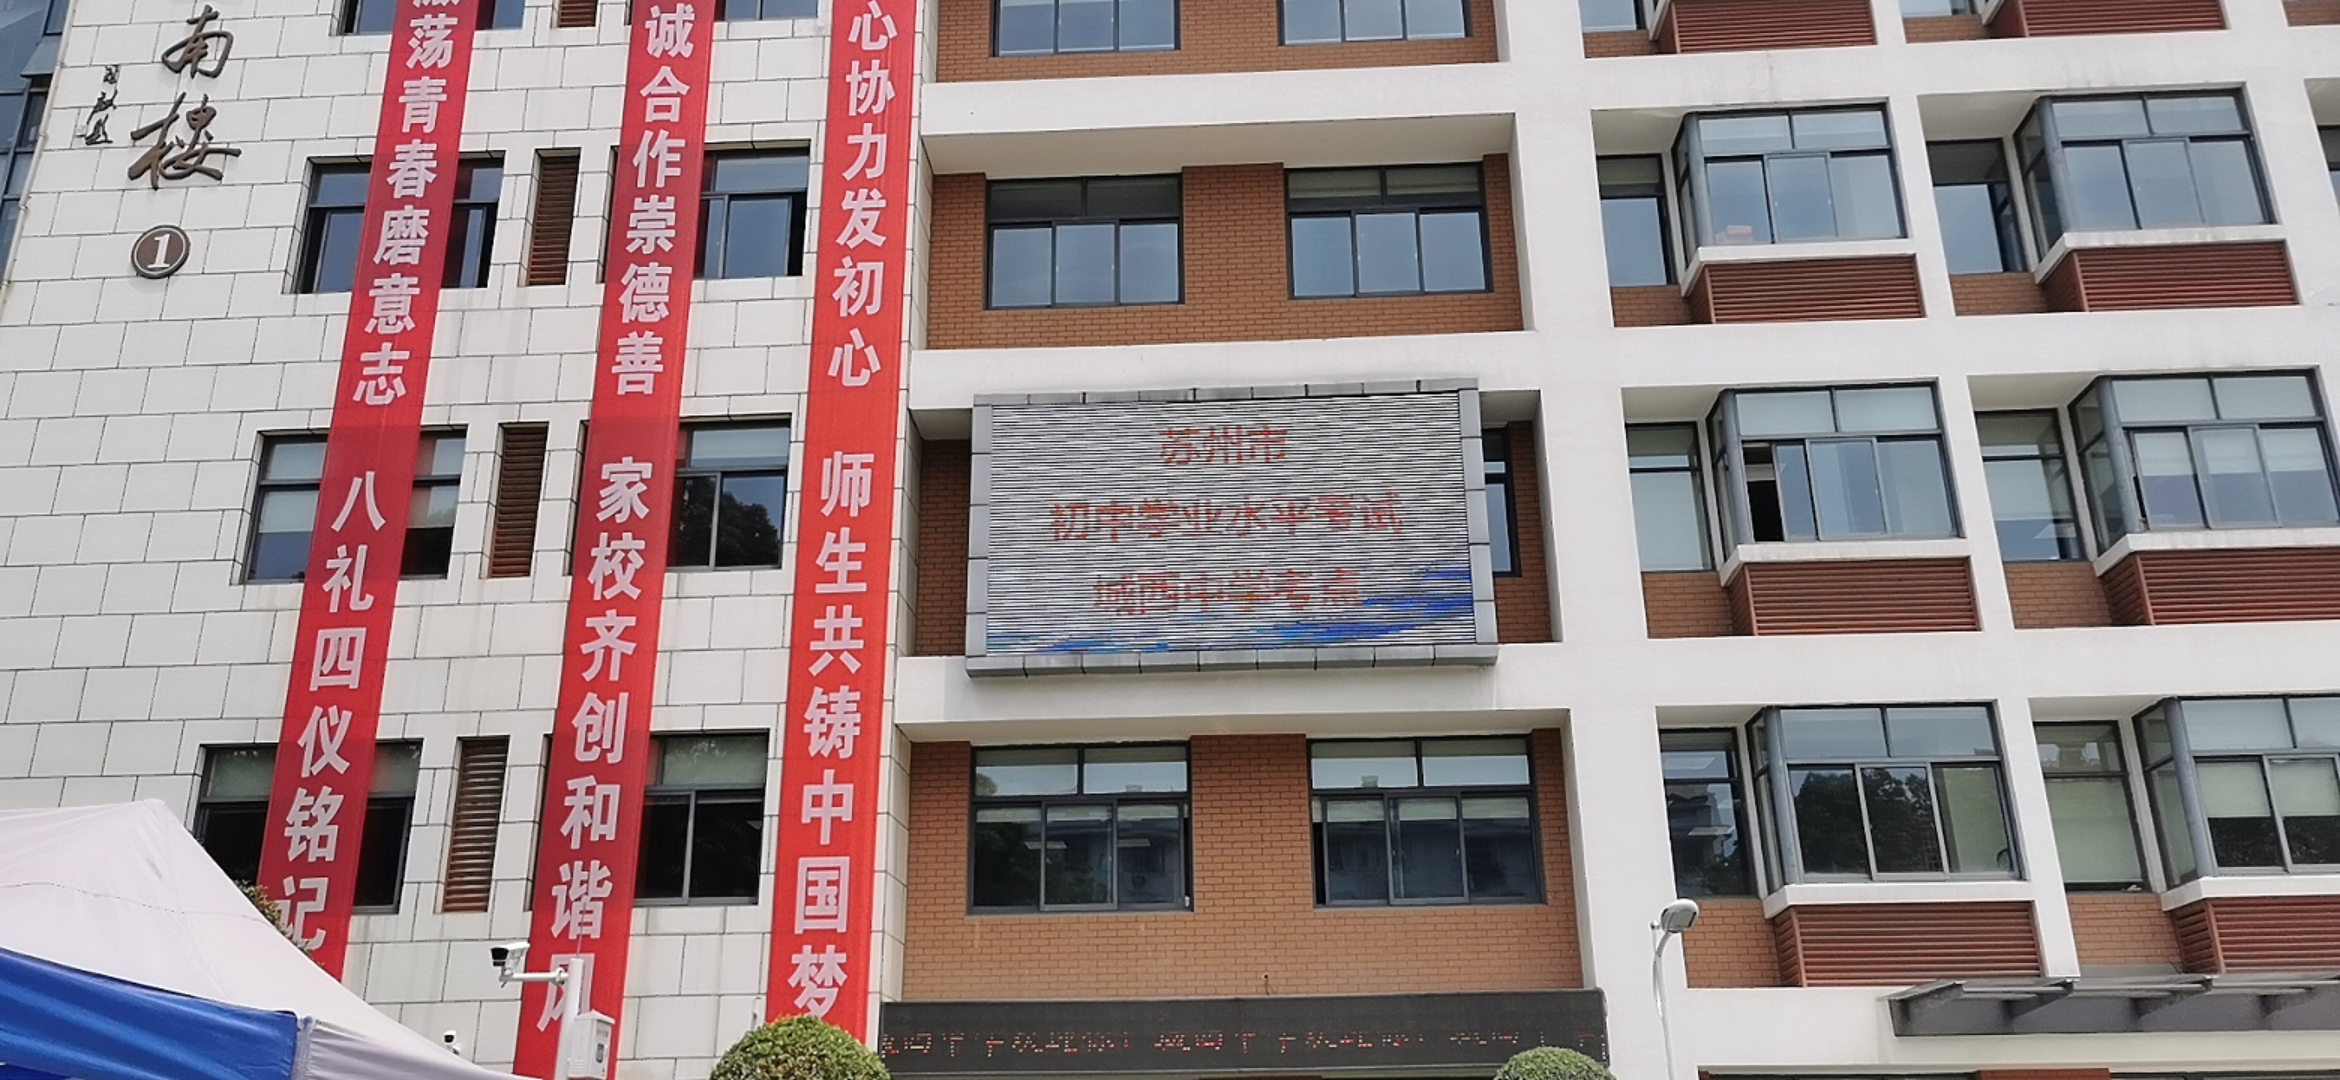 南楼
1
荡青春磨意志 八礼四仪铭记
诚合作崇德善 家校齐创和谐风
心协力发初心 师生共铸中国梦
苏州市
初中学业水平考试
城西中学考点